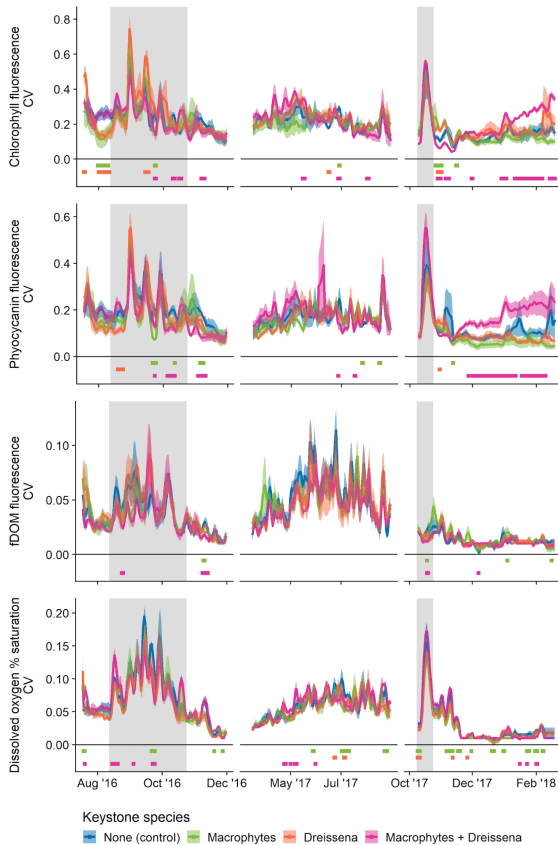 Chlorophyll fluorescence
CV
0.8
0.6
0.4
0.2
0.0
Phycocyanin fluorescence
CV
0.6
0.4
0.2
0.0
fDOM fluorescence
CV
0.10
0.05
0.00
Dissolved oxygen % saturation
CV
0.20
0.15
0.10
0.05
0.00
Aug '16 Oct '16 Dec '16 May '17 Jul '17 Oct '17 Dec '17 Feb '18
Keystone species
None (control) Macrophytes Dreissena Macrophytes + Dreissena